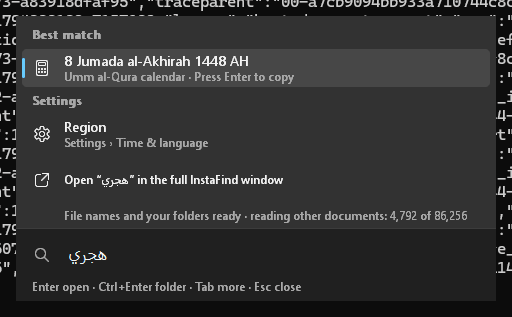 Best match
8 Jumada al-Akhirah 1448 AH
Umm al-Qura calendar · Press Enter to copy
Settings
Region
Settings › Time & language
Open “هجري” in the full InstaFind window
File names and your folders ready · reading other documents: 4,792 of 86,256
هجري
Enter open · Ctrl+Enter folder · Tab more · Esc close